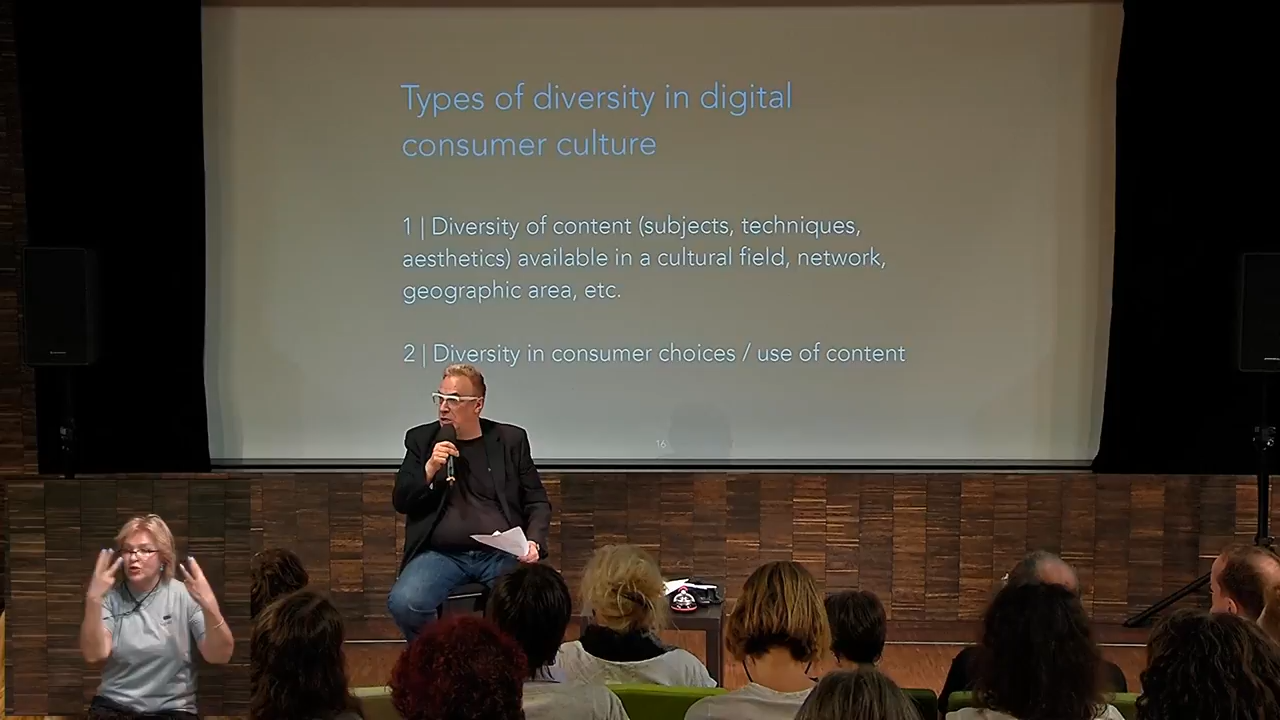 Types of diversity in digital
consumer culture
1 | Diversity of content (subjects, techniques,
aesthetics) available in a cultural field, network,
geographic area, etc.
2 | Diversity in consumer choices / use of content
16